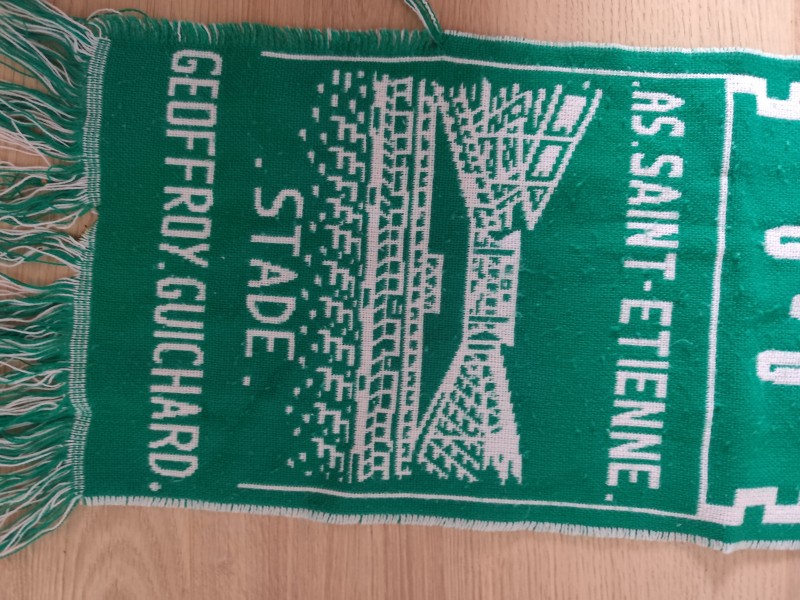 .AS.SAINT-ETIENNE.
.STADE.
GEOFFROY.GUICHARD.